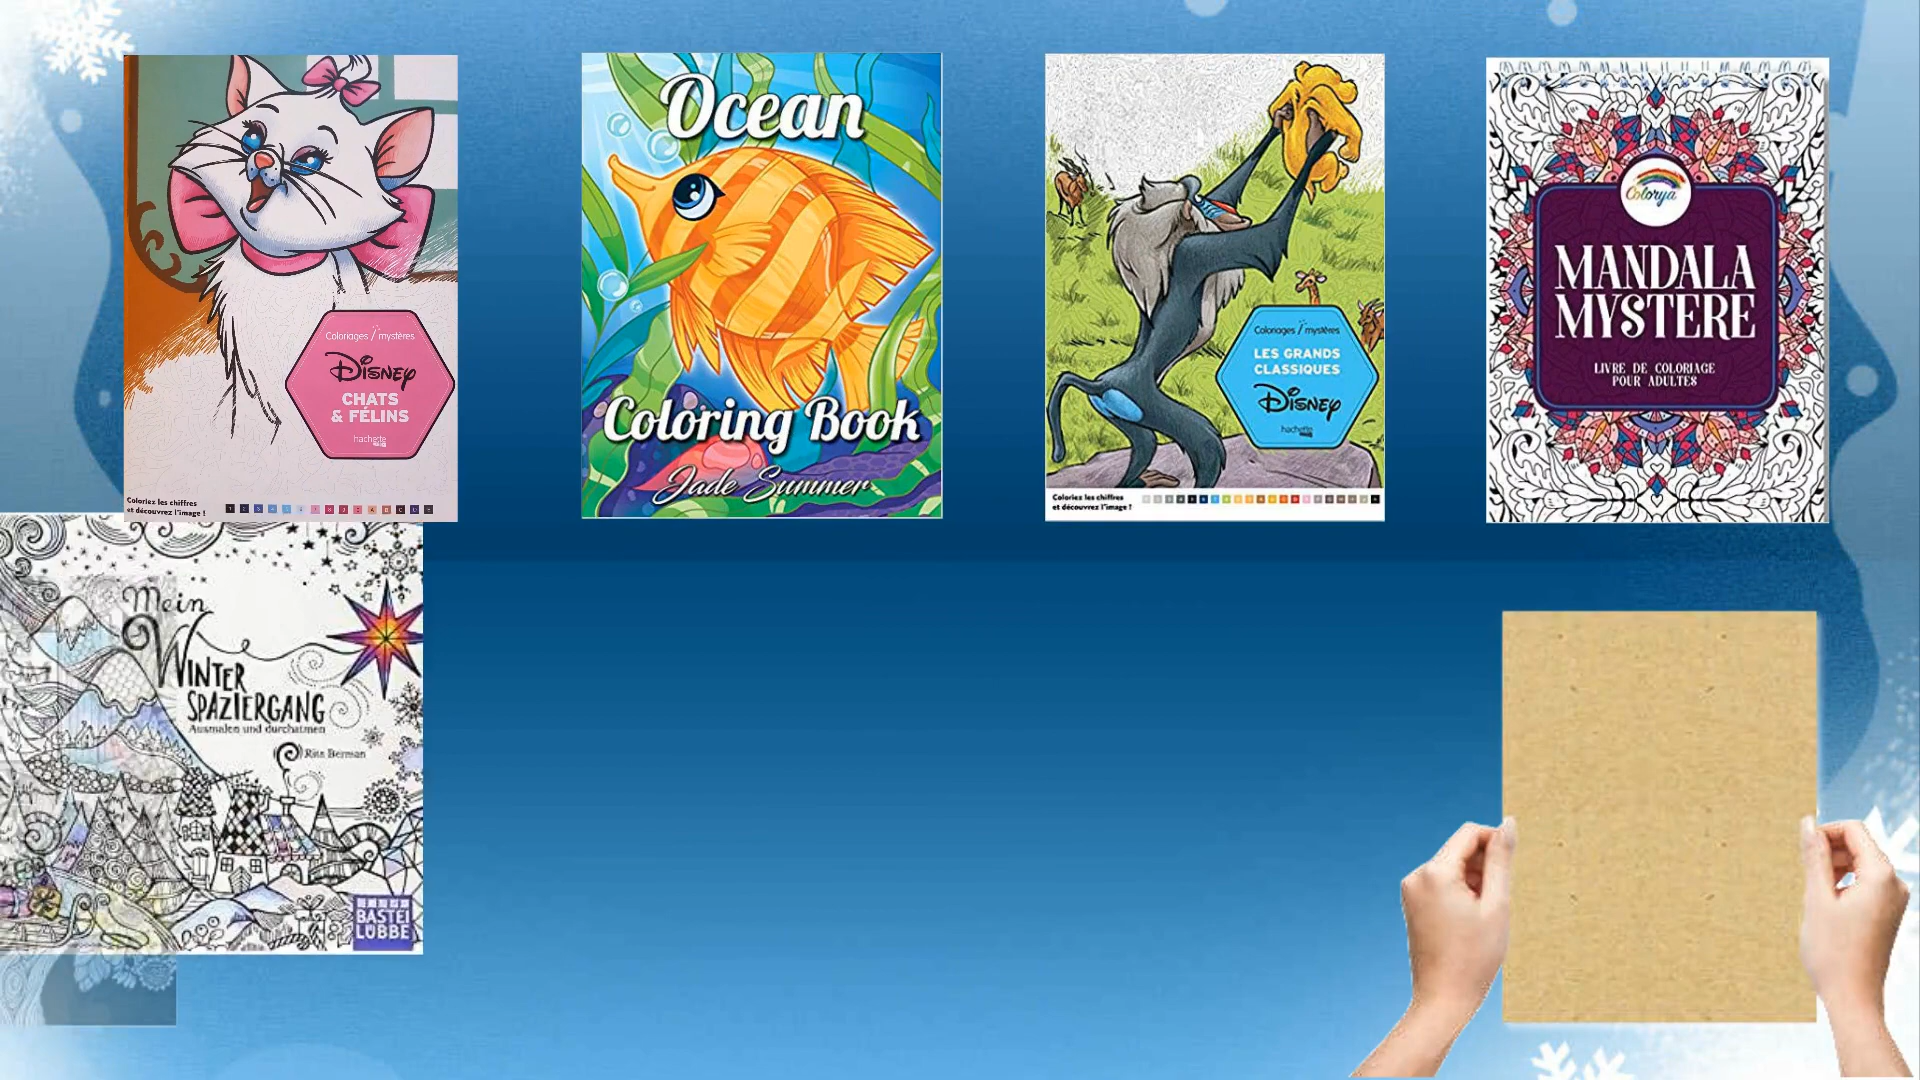 Coloriages mystères
Disney
CHATS
& FÉLINS
hachette
Coloriez les chiffres
et découvrez l'image !
Ocean
Coloring Book
Jade Summer
Coloriages mystères
LES GRANDS
CLASSIQUES
Disney
hachette
Coloriez les chiffres
et découvrez l'image !
Colorya
MANDALA
MYSTERE
LIVRE DE COLORIAGE
POUR ADULTES
Mein
WINTER
SPAZIERGANG
Ausmalen und durchatmen
Rita Berman
BASTEI
LÜBBE